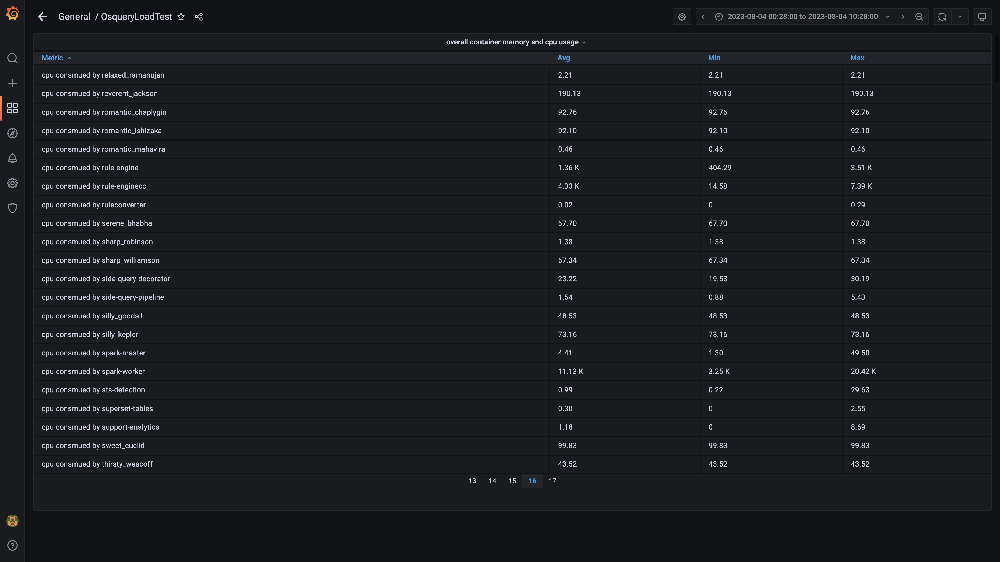 General / OsqueryLoadTest
2023-08-04 00:28:00 to 2023-08-04 10:28:00
overall container memory and cpu usage
Metric Avg Min Max
cpu consmued by relaxed_ramanujan 2.21 2.21 2.21
cpu consmued by reverent_jackson 190.13 190.13 190.13
cpu consmued by romantic_chaplygin 92.76 92.76 92.76
cpu consmued by romantic_ishizaka 92.10 92.10 92.10
cpu consmued by romantic_mahavira 0.46 0.46 0.46
cpu consmued by rule-engine 1.36 K 404.29 3.51 K
cpu consmued by rule-enginecc 4.33 K 14.58 7.39 K
cpu consmued by ruleconverter 0.02 0 0.29
cpu consmued by serene_bhabha 67.70 67.70 67.70
cpu consmued by sharp_robinson 1.38 1.38 1.38
cpu consmued by sharp_williamson 67.34 67.34 67.34
cpu consmued by side-query-decorator 23.22 19.53 30.19
cpu consmued by side-query-pipeline 1.54 0.88 5.43
cpu consmued by silly_goodall 48.53 48.53 48.53
cpu consmued by silly_kepler 73.16 73.16 73.16
cpu consmued by spark-master 4.41 1.30 49.50
cpu consmued by spark-worker 11.13 K 3.25 K 20.42 K
cpu consmued by sts-detection 0.99 0.22 29.63
cpu consmued by superset-tables 0.30 0 2.55
cpu consmued by support-analytics 1.18 0 8.69
cpu consmued by sweet_euclid 99.83 99.83 99.83
cpu consmued by thirsty_wescoff 43.52 43.52 43.52
13 14 15 16 17